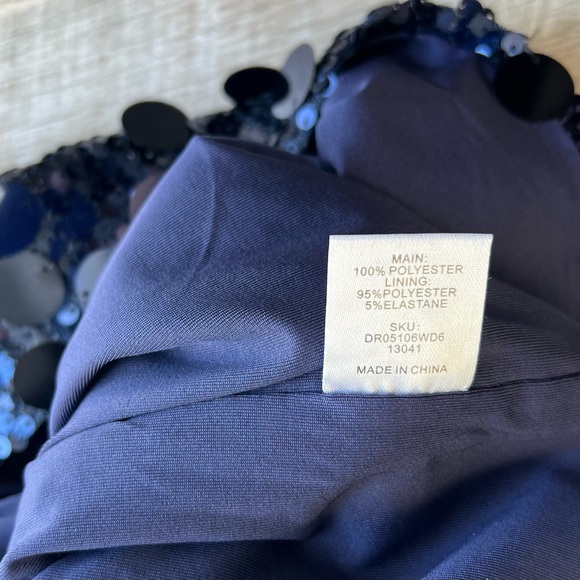 MAIN:
100% POLYESTER
LINING:
95%POLYESTER
5%ELASTANE
SKU:
DR05106WD6
13041
MADE IN CHINA